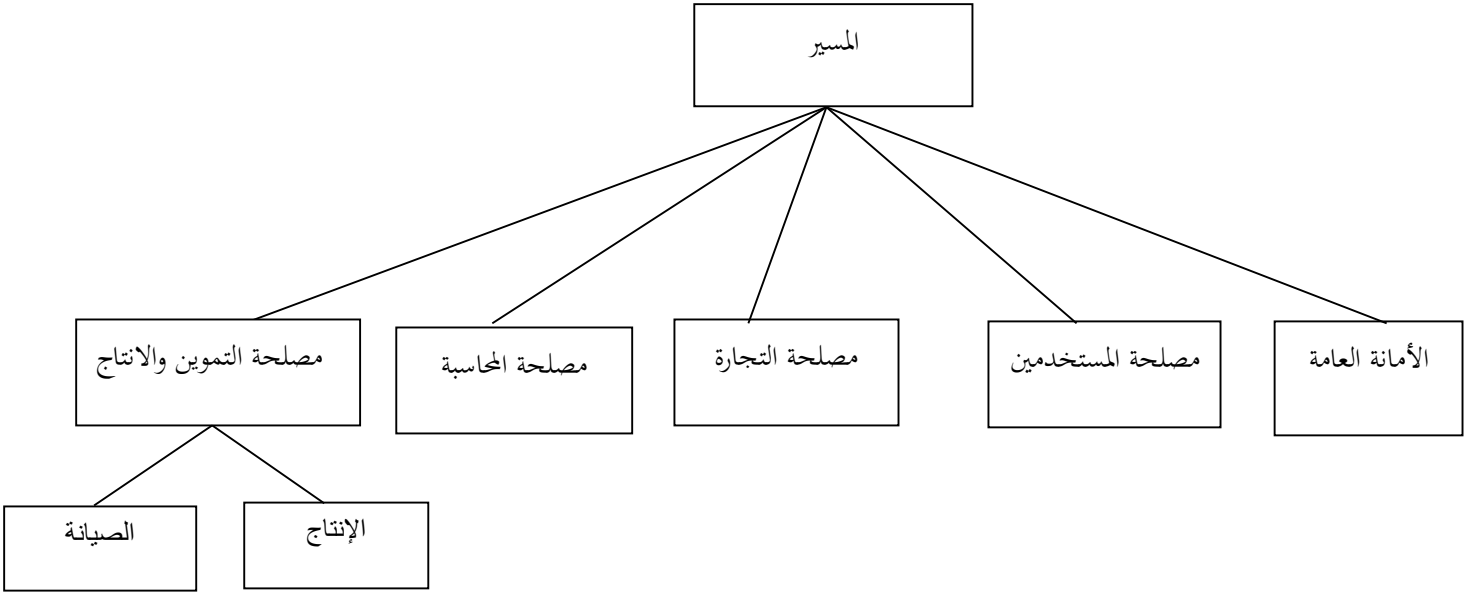 المسير
الأمانة العامة
مصلحة المستخدمين
مصلحة التجارة
مصلحة المحاسبة
مصلحة التموين والانتاج
الإنتاج
الصيانة